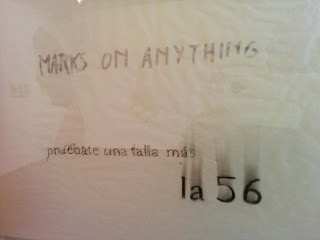 MARKS ON ANYTHING
pruébate una talla más
la 56